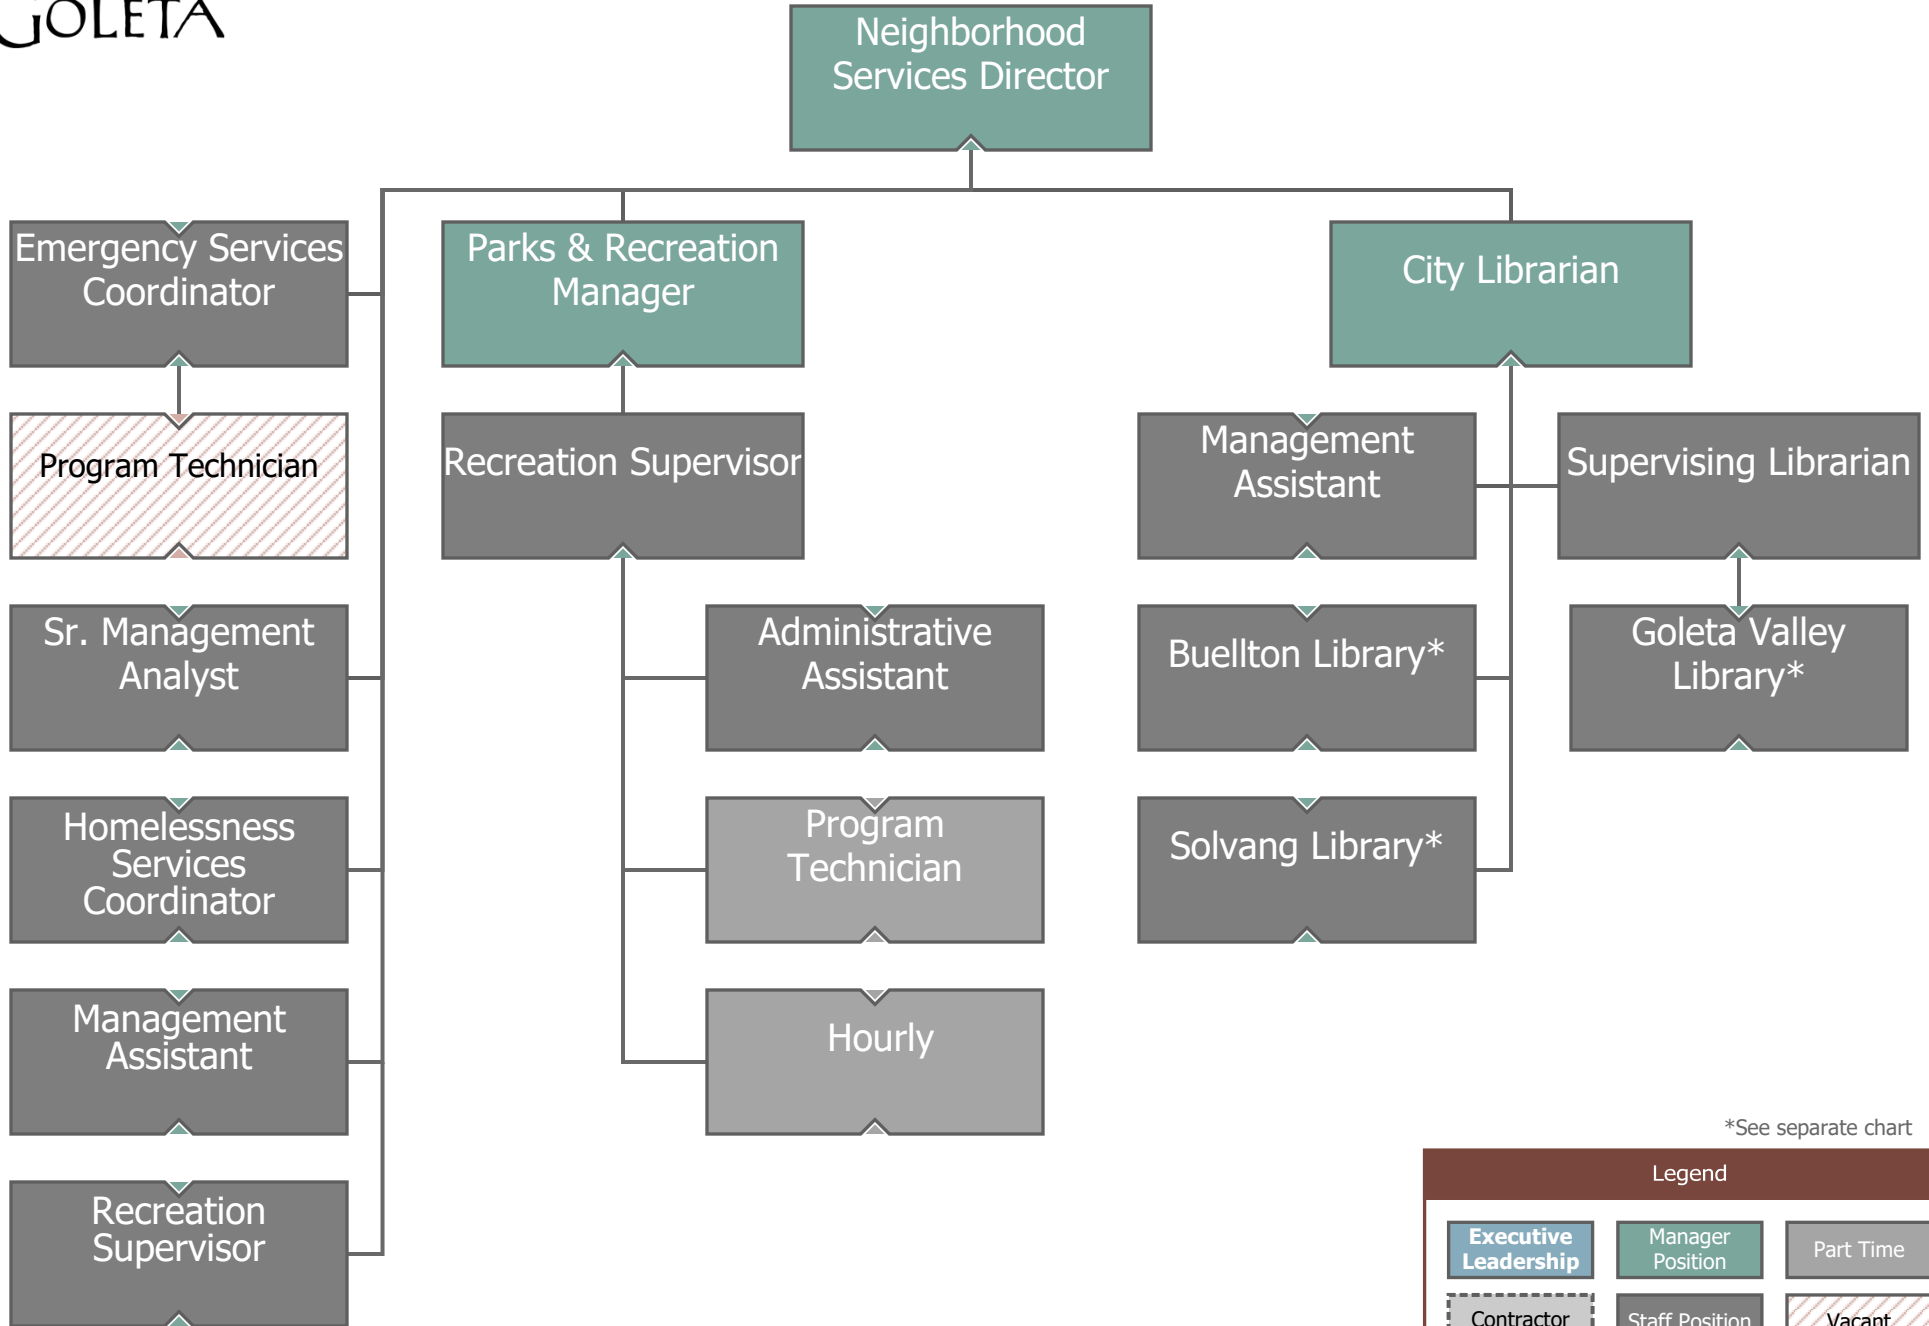 GOLETA
Neighborhood
Services Director
Emergency Services
Coordinator
Parks & Recreation
Manager
City Librarian
Program Technician
Recreation Supervisor
Management
Assistant
Supervising Librarian
Sr. Management
Analyst
Administrative
Assistant
Buellton Library*
Goleta Valley
Library*
Homelessness
Services
Coordinator
Program
Technician
Solvang Library*
Management
Assistant
Hourly
Recreation
Supervisor
*See separate chart
Legend
Executive
Leadership
Manager
Position
Part Time
Contractor
Staff Position
Vacant